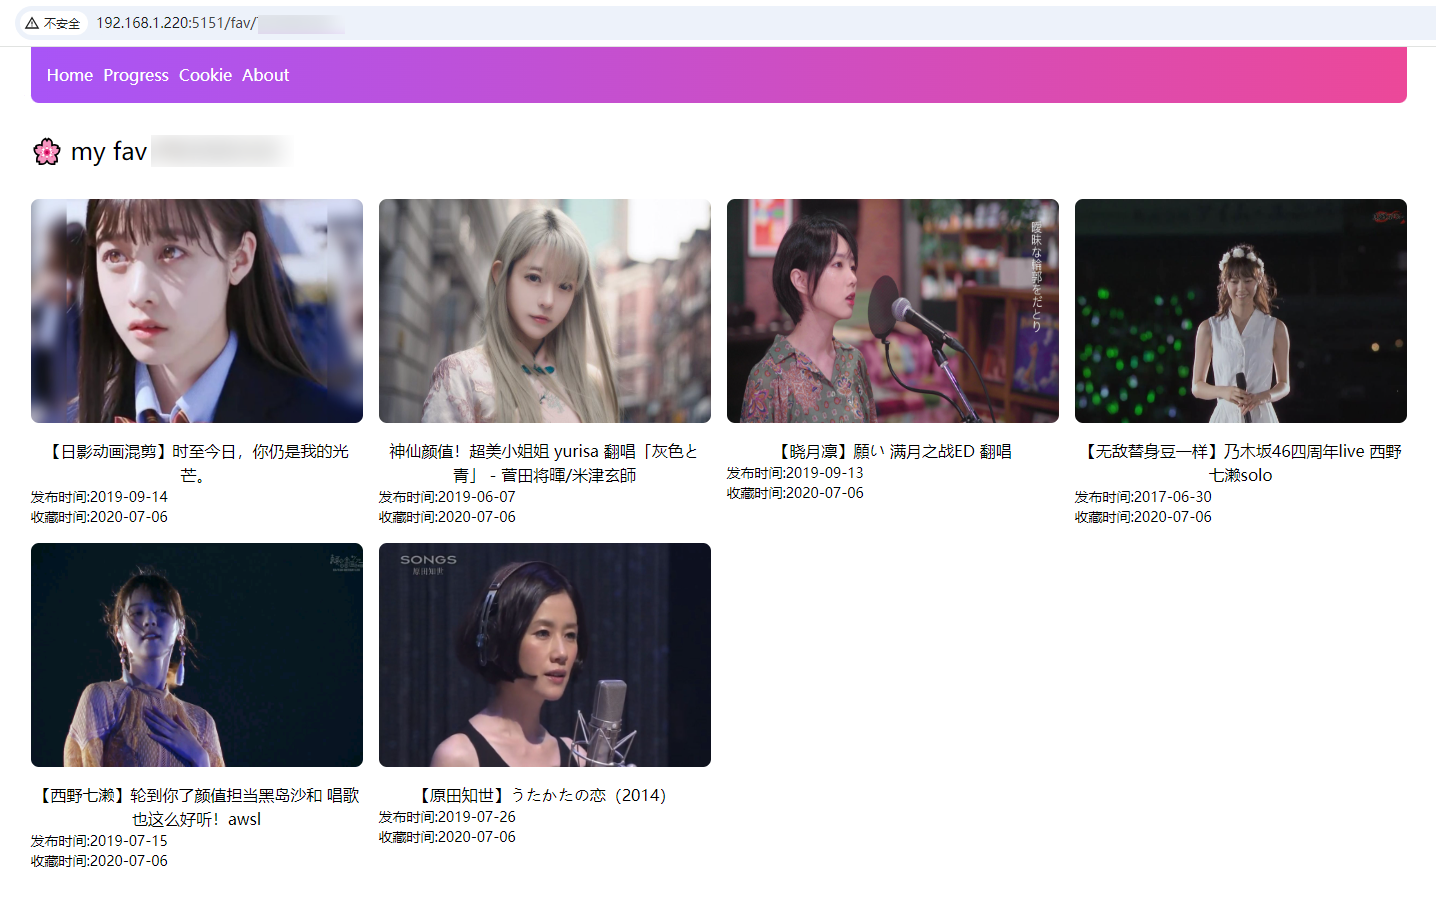 不安全 192.168.1.220:5151/fav/
Home Progress Cookie About
🌸 my fav
曖昧な輪郭をだとり
【日影动画混剪】时至今日，你仍是我的光
芒。
发布时间:2019-09-14
收藏时间:2020-07-06
神仙颜值！超美小姐姐 yurisa 翻唱「灰色と
青」 - 菅田将暉/米津玄師
发布时间:2019-06-07
收藏时间:2020-07-06
【晓月凛】願い 满月之战ED 翻唱
发布时间:2019-09-13
收藏时间:2020-07-06
【无敌替身豆一样】乃木坂46四周年live 西野
七濑solo
发布时间:2017-06-30
收藏时间:2020-07-06
SONGS
原田知世
【西野七濑】轮到你了颜值担当黑岛沙和 唱歌
也这么好听！awsl
发布时间:2019-07-15
收藏时间:2020-07-06
【原田知世】うたかたの恋（2014）
发布时间:2019-07-26
收藏时间:2020-07-06